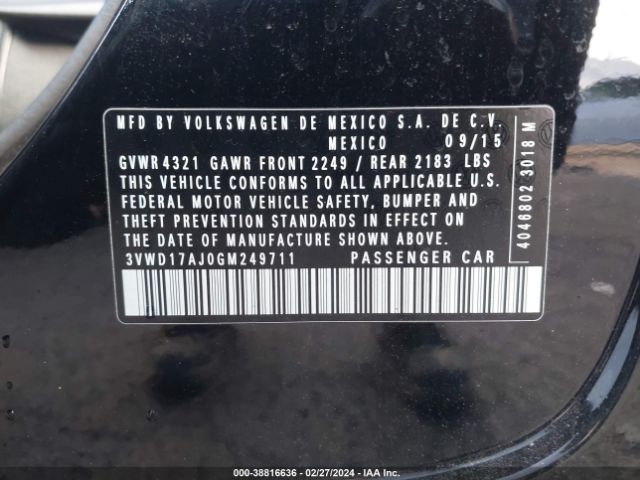 MFD BY VOLKSWAGEN DE MEXICO S.A. DE C.V.
MEXICO 09/15
GVWR 4321 GAWR FRONT 2249 / REAR 2183 LBS
THIS VEHICLE CONFORMS TO ALL APPLICABLE U.S.
FEDERAL MOTOR VEHICLE SAFETY, BUMPER AND
THEFT PREVENTION STANDARDS IN EFFECT ON
THE DATE OF MANUFACTURE SHOWN ABOVE.
3VWD17AJ0GM249711 PASSENGER CAR
4046802 3018 M
000-38816636 - 02/27/2024 - IAA Inc.